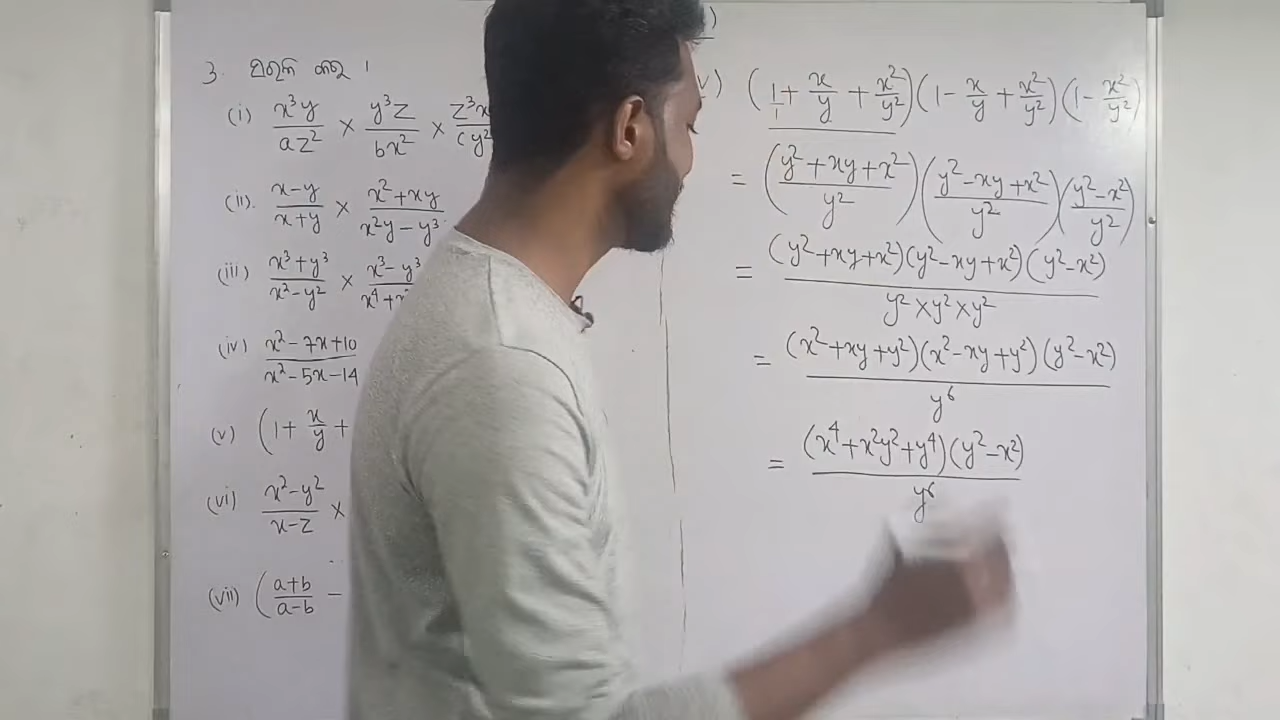 3. ସରଳ କର ।
(i) x³y/az² × y³z/bx² × z³x/cy²
(ii). x-y/x+y × x²+xy/x²y-y³
(iii) x³+y³/x²-y² × x³-y³/x⁴+
(iv) x²-7x+10/x²-5x-14
(v) (1+ x/y +
(vi) x²-y²/x-z ×
(vii) (a+b/a-b -
v) (1/1 + x/y + x²/y²)(1- x/y + x²/y²)(1- x²/y²)
= (y²+xy+x²/y²)(y²-xy+x²/y²)(y²-x²/y²)
= (y²+xy+x²)(y²-xy+x²)(y²-x²)/y²×y²×y²
= (x²+xy+y²)(x²-xy+y²)(y²-x²)/y⁶
= (x⁴+x²y²+y⁴)(y²-x²)/y⁶